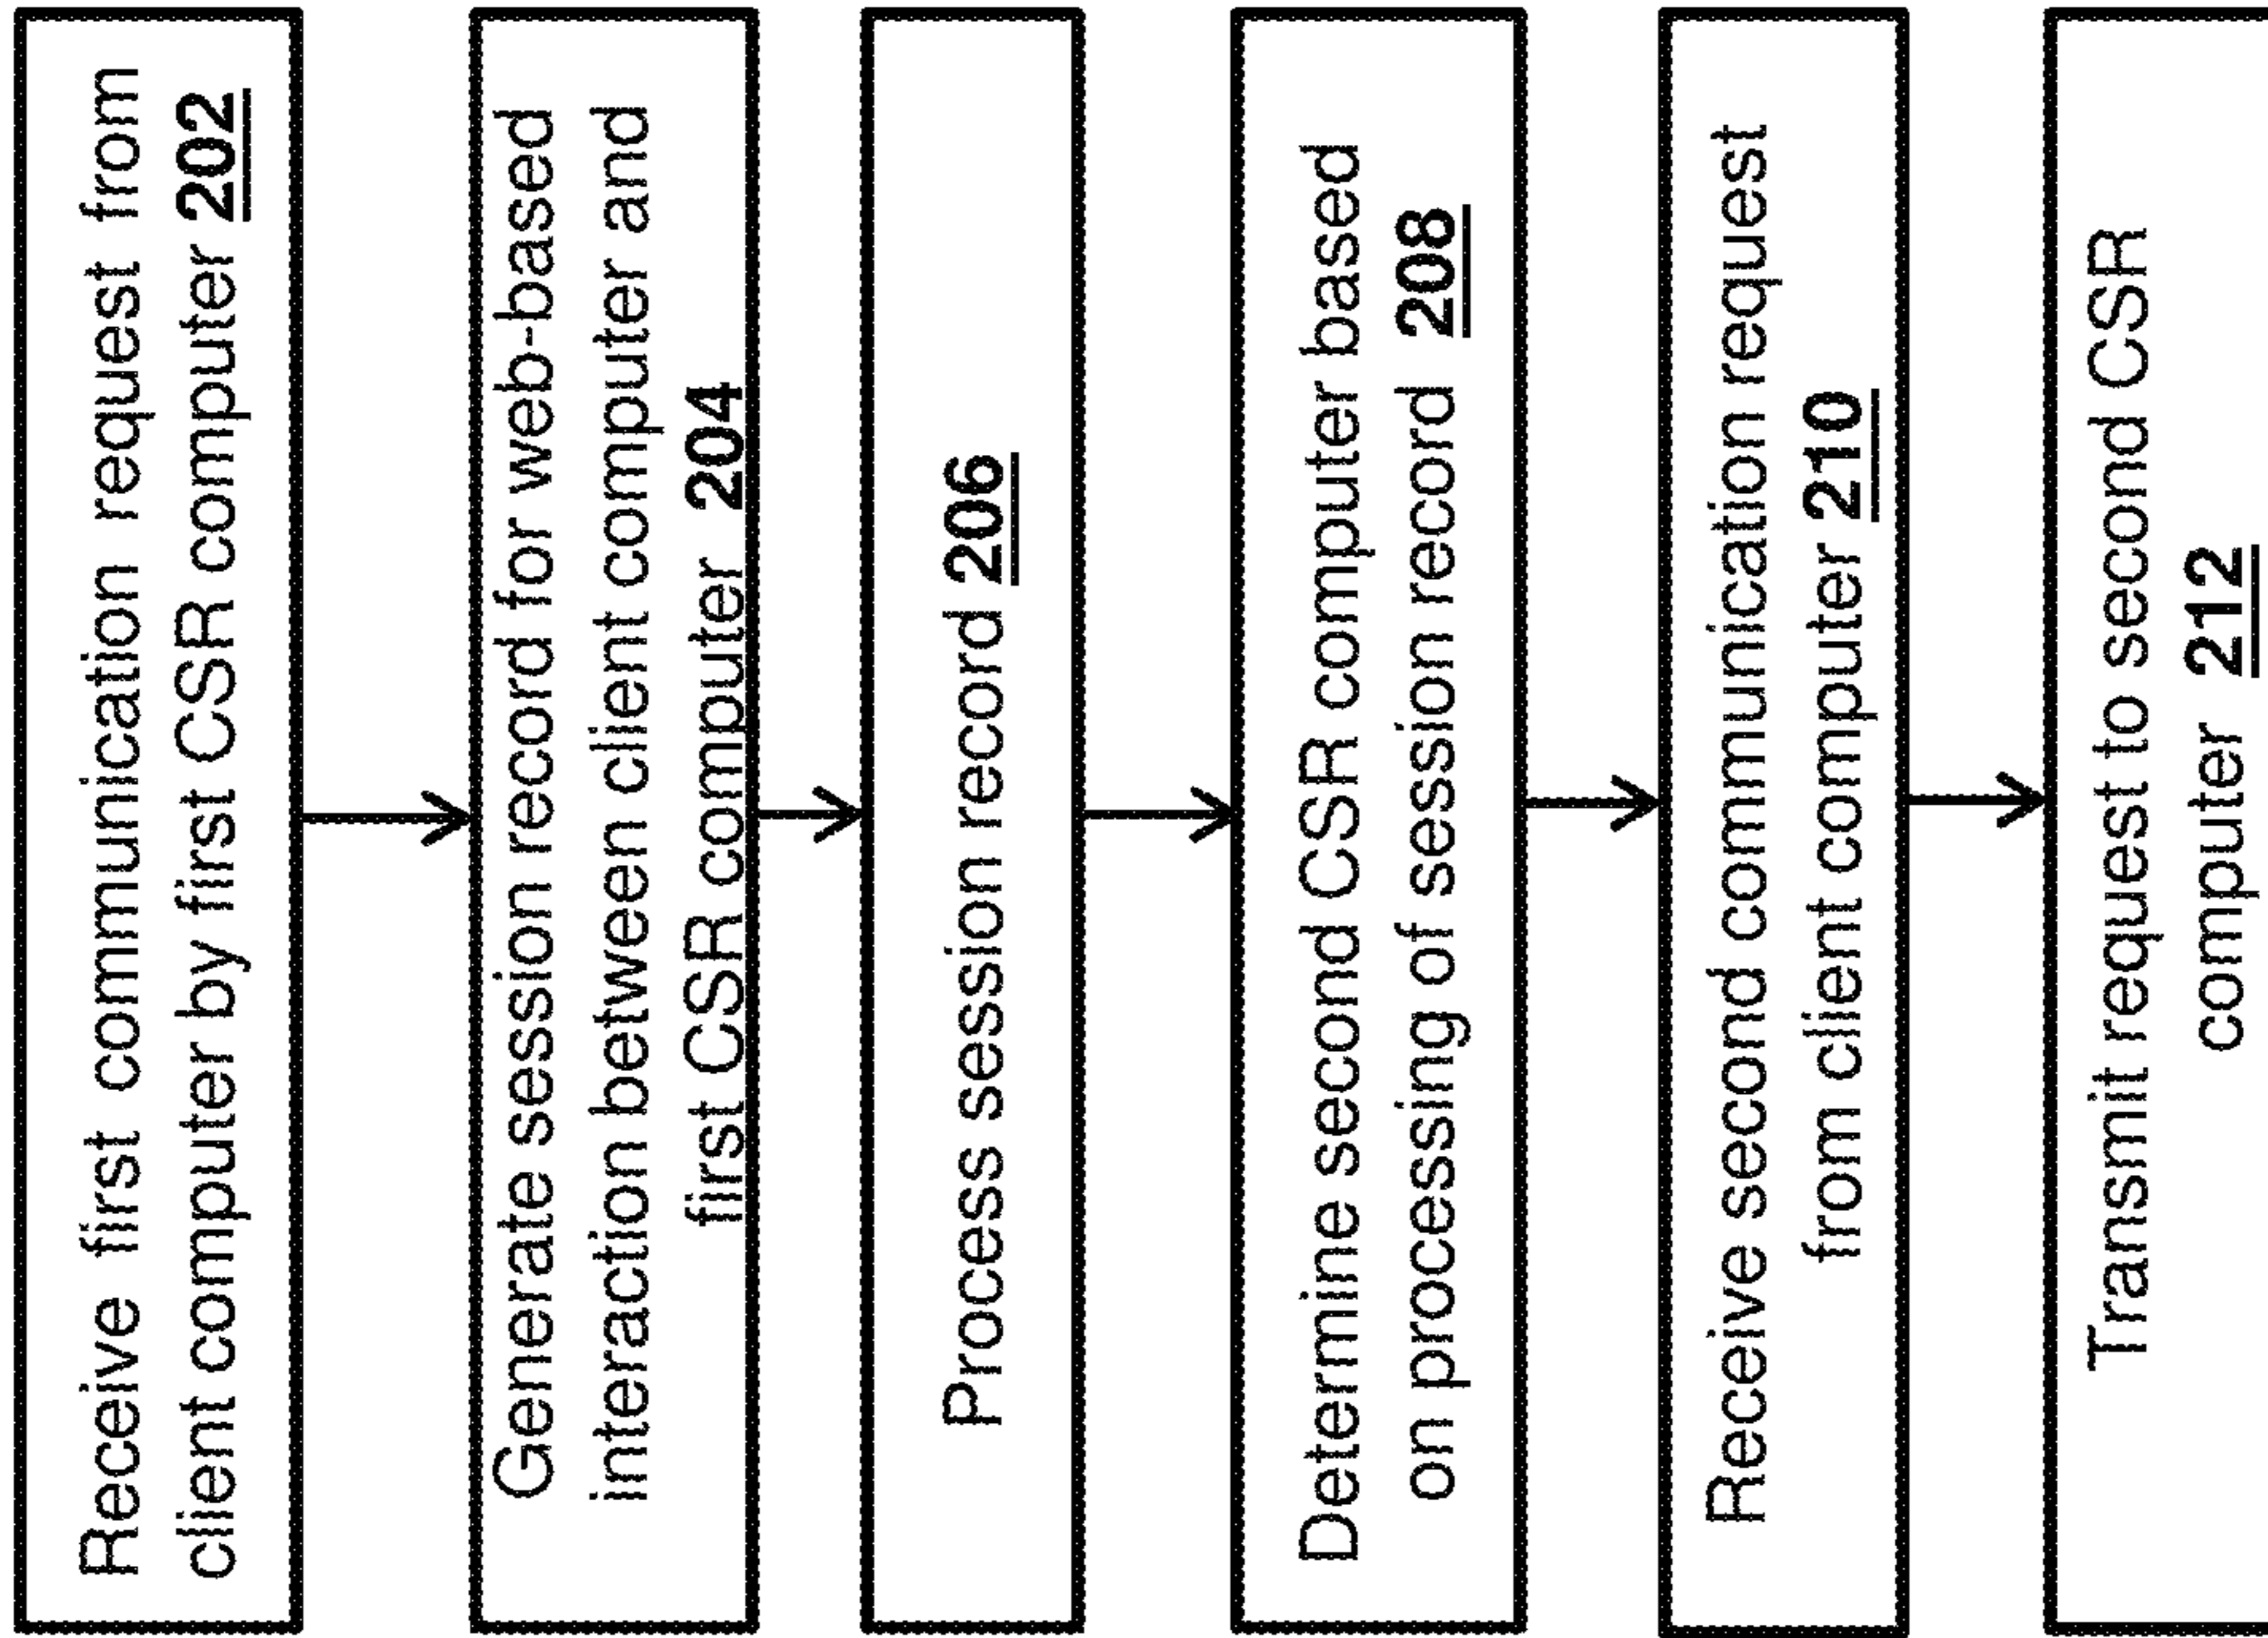 Receive first communication request from
client computer by first CSR computer 202
Generate session record for web-based
interaction between client computer and
first CSR computer 204
Process session record 206
Determine second CSR computer based
on processing of session record 208
Receive second communication request
from client computer 210
Transmit request to second CSR
computer 212